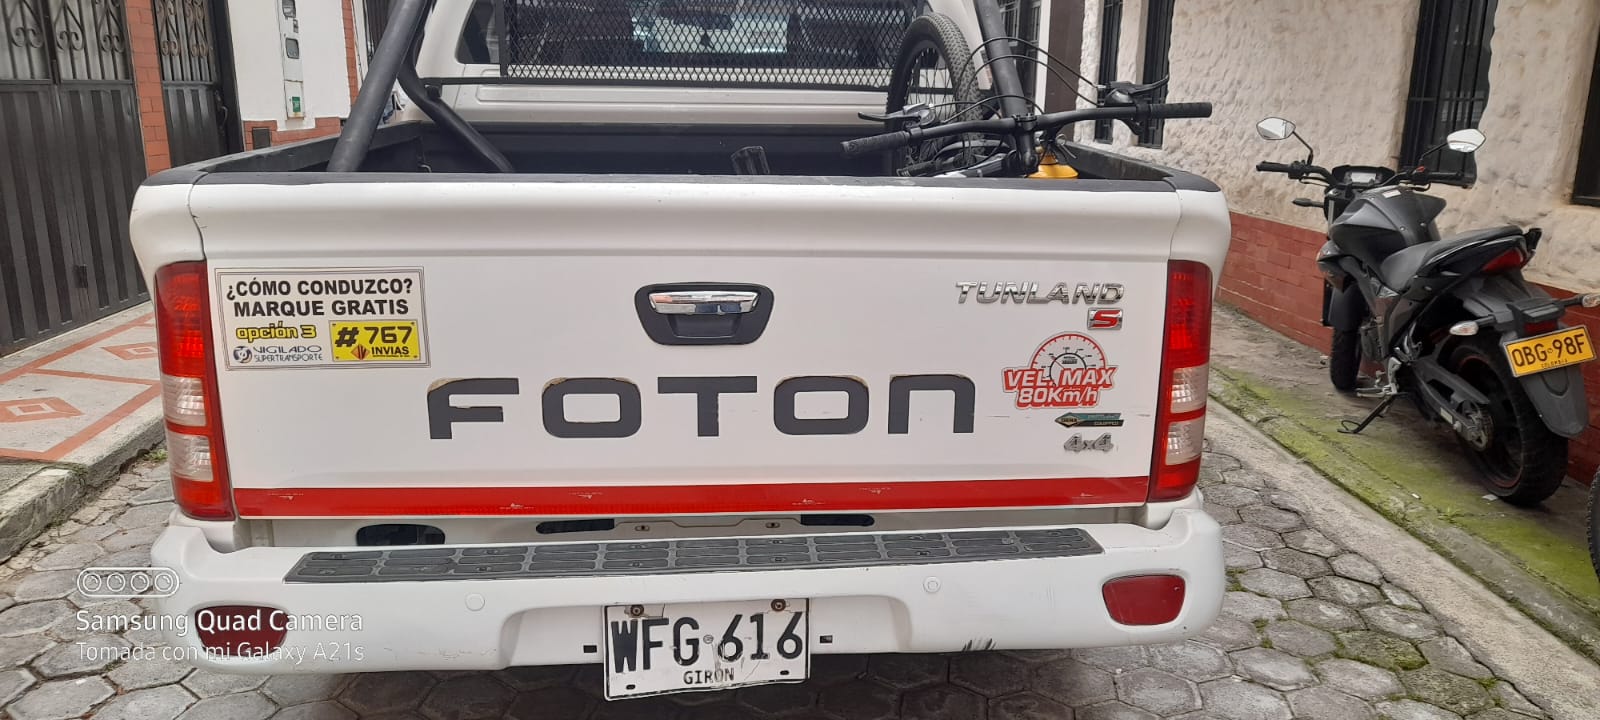 ¿CÓMO CONDUZCO?
MARQUE GRATIS
opción 3
#767
VIGILADO
SUPERTRANSPORTE
INVIAS
TUNLAND
S
FOTON
VEL. MAX
80Km/h
4x4
OBG 98F
WFG 616
GIRON
Samsung Quad Camera
Tomada con mi Galaxy A21s